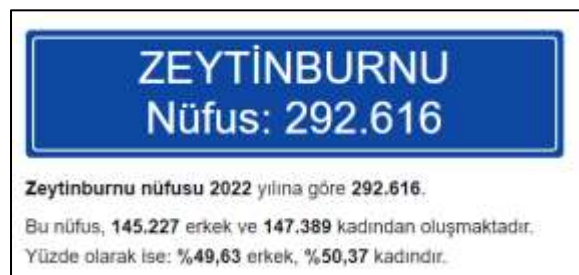 ZEYTİNBURNU
Nüfus: 292.616
Zeytinburnu nüfusu 2022 yılına göre 292.616.
Bu nüfus, 145.227 erkek ve 147.389 kadından oluşmaktadır.
Yüzde olarak ise: %49,63 erkek, %50,37 kadındır.